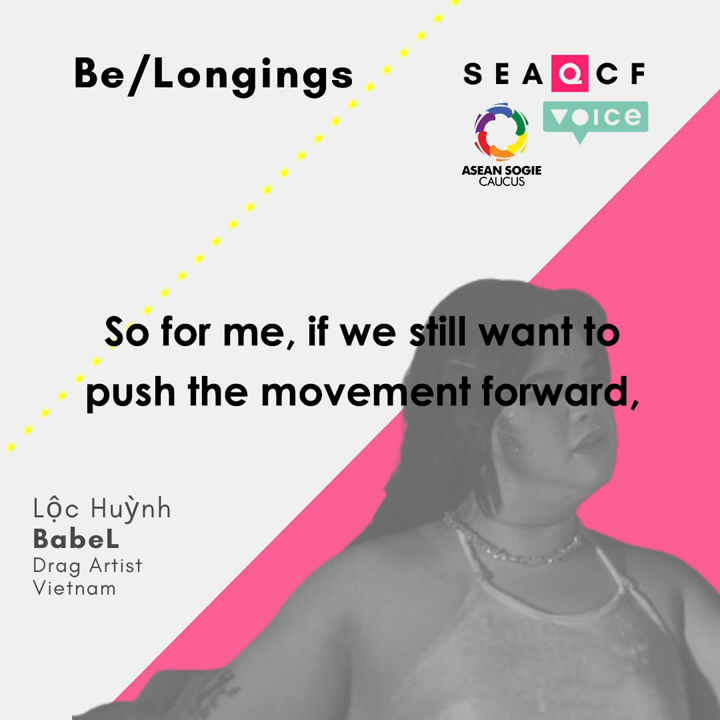 Be/Longings
SEAQCF
VOICE
ASEAN SOGIE
CAUCUS
So for me, if we still want to
push the movement forward,
Lộc Huỳnh
BabeL
Drag Artist
Vietnam